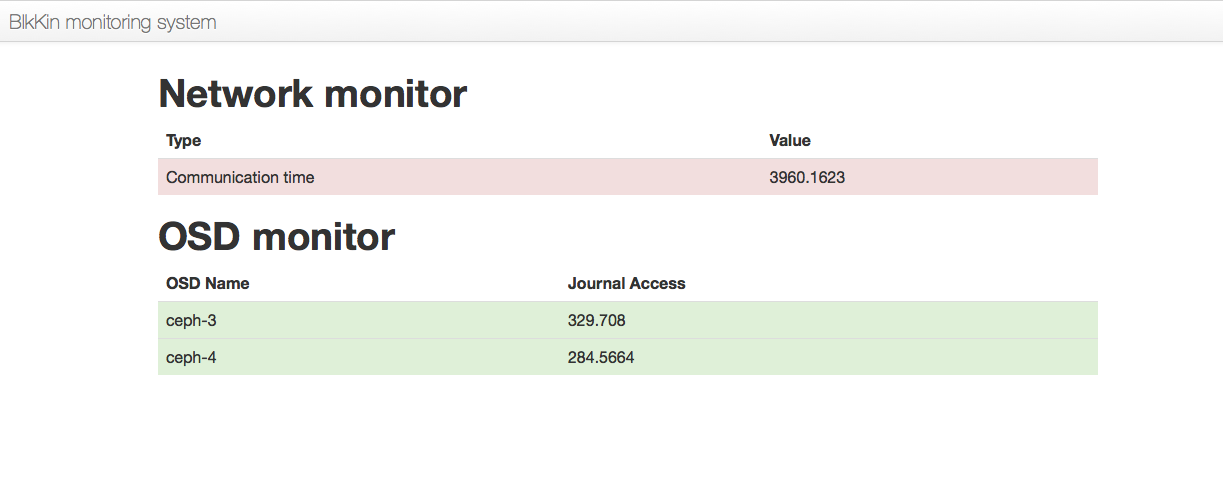 BlkKin monitoring system
Network monitor
Type Value
Communication time 3960.1623
OSD monitor
OSD Name Journal Access
ceph-3 329.708
ceph-4 284.5664